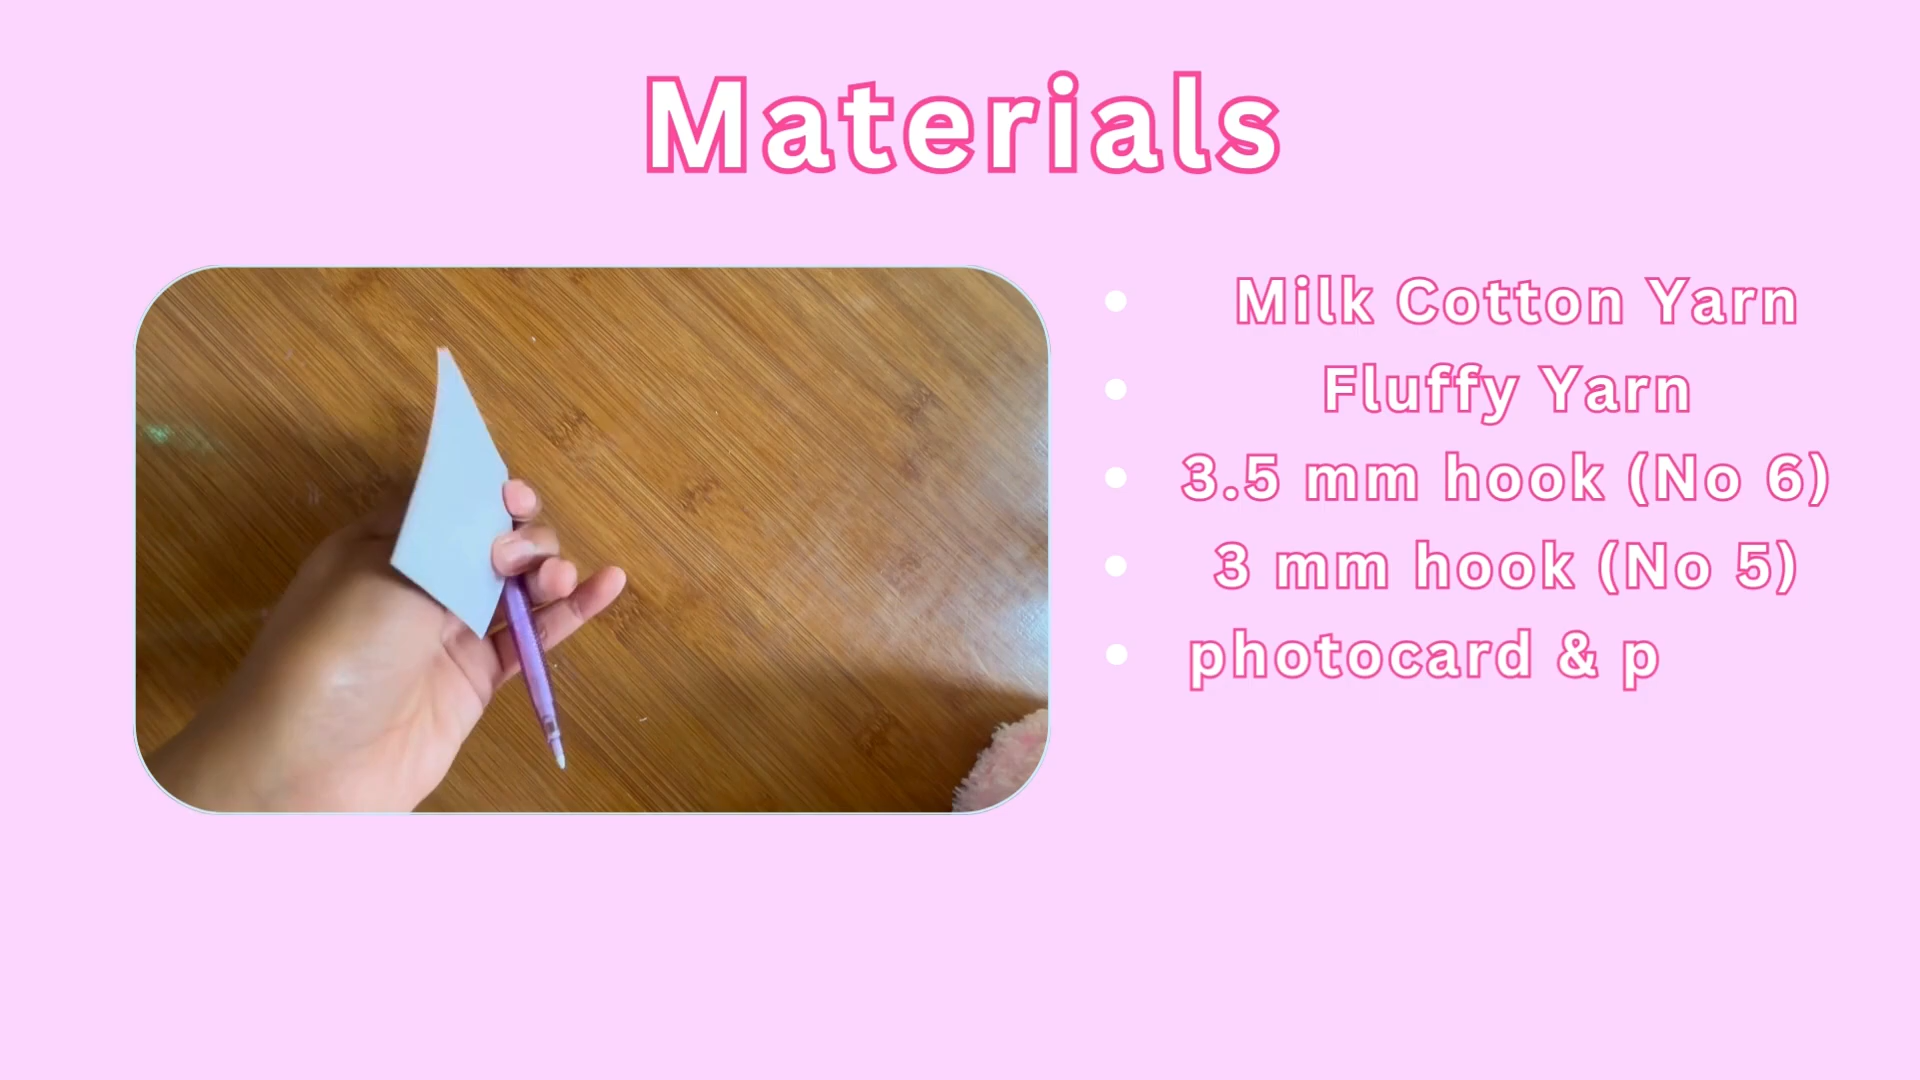 Materials
Milk Cotton Yarn
Fluffy Yarn
3.5 mm hook (No 6)
3 mm hook (No 5)
photocard & p